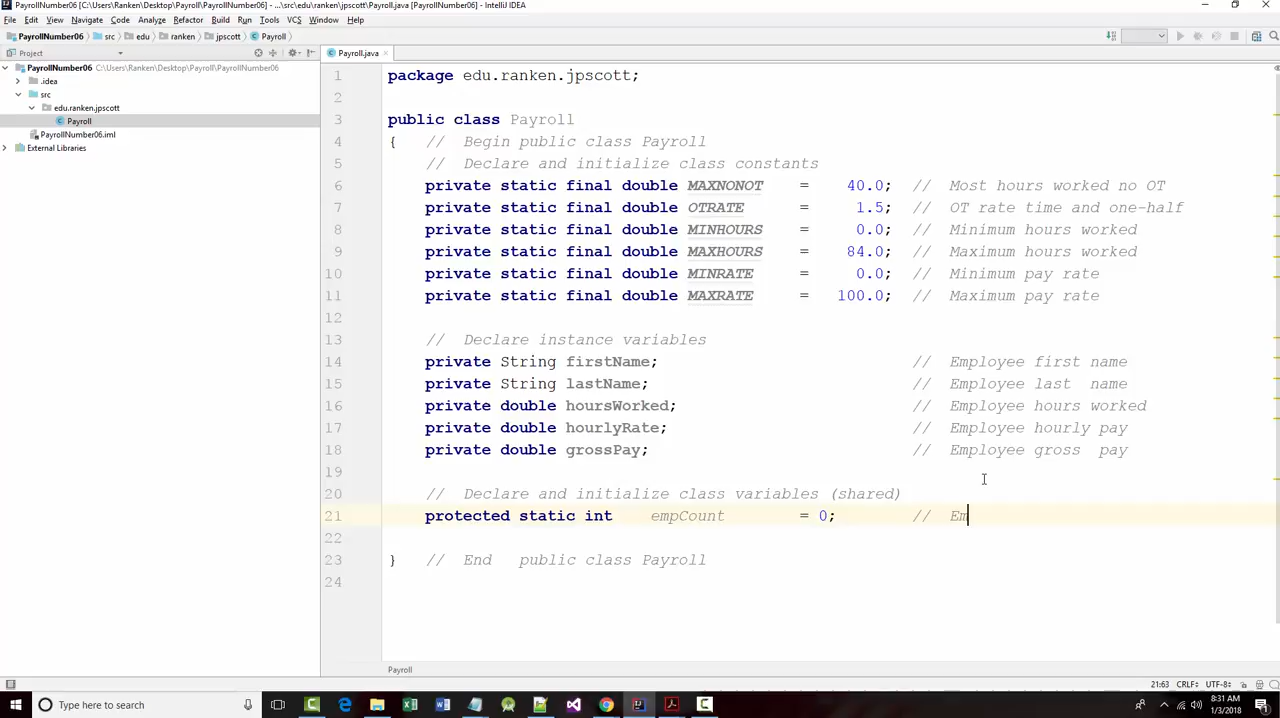 PayrollNumber06 [C:\Users\Ranken\Desktop\Payroll\PayrollNumber06] - ...\src\edu\ranken\jpscott\Payroll.java [PayrollNumber06] - IntelliJ IDEA
File Edit View Navigate Code Analyze Refactor Build Run Tools VCS Window Help
PayrollNumber06 src edu ranken jpscott Payroll
Project
Payroll.java
PayrollNumber06 C:\Users\Ranken\Desktop\Payroll\PayrollNumber06
.idea
src
edu.ranken.jpscott
Payroll
PayrollNumber06.iml
External Libraries
1 package edu.ranken.jpscott;
2
3 public class Payroll
4 { // Begin public class Payroll
5 // Declare and initialize class constants
6 private static final double MAXNONOT = 40.0; // Most hours worked no OT
7 private static final double OTRATE = 1.5; // OT rate time and one-half
8 private static final double MINHOURS = 0.0; // Minimum hours worked
9 private static final double MAXHOURS = 84.0; // Maximum hours worked
10 private static final double MINRATE = 0.0; // Minimum pay rate
11 private static final double MAXRATE = 100.0; // Maximum pay rate
12
13 // Declare instance variables
14 private String firstName; // Employee first name
15 private String lastName; // Employee last name
16 private double hoursWorked; // Employee hours worked
17 private double hourlyRate; // Employee hourly pay
18 private double grossPay; // Employee gross pay
19
20 // Declare and initialize class variables (shared)
21 protected static int empCount = 0; // Em
22
23 } // End public class Payroll
24
Payroll
21:63 CRLF÷ UTF-8÷
Type here to search
8:31 AM
1/3/2018